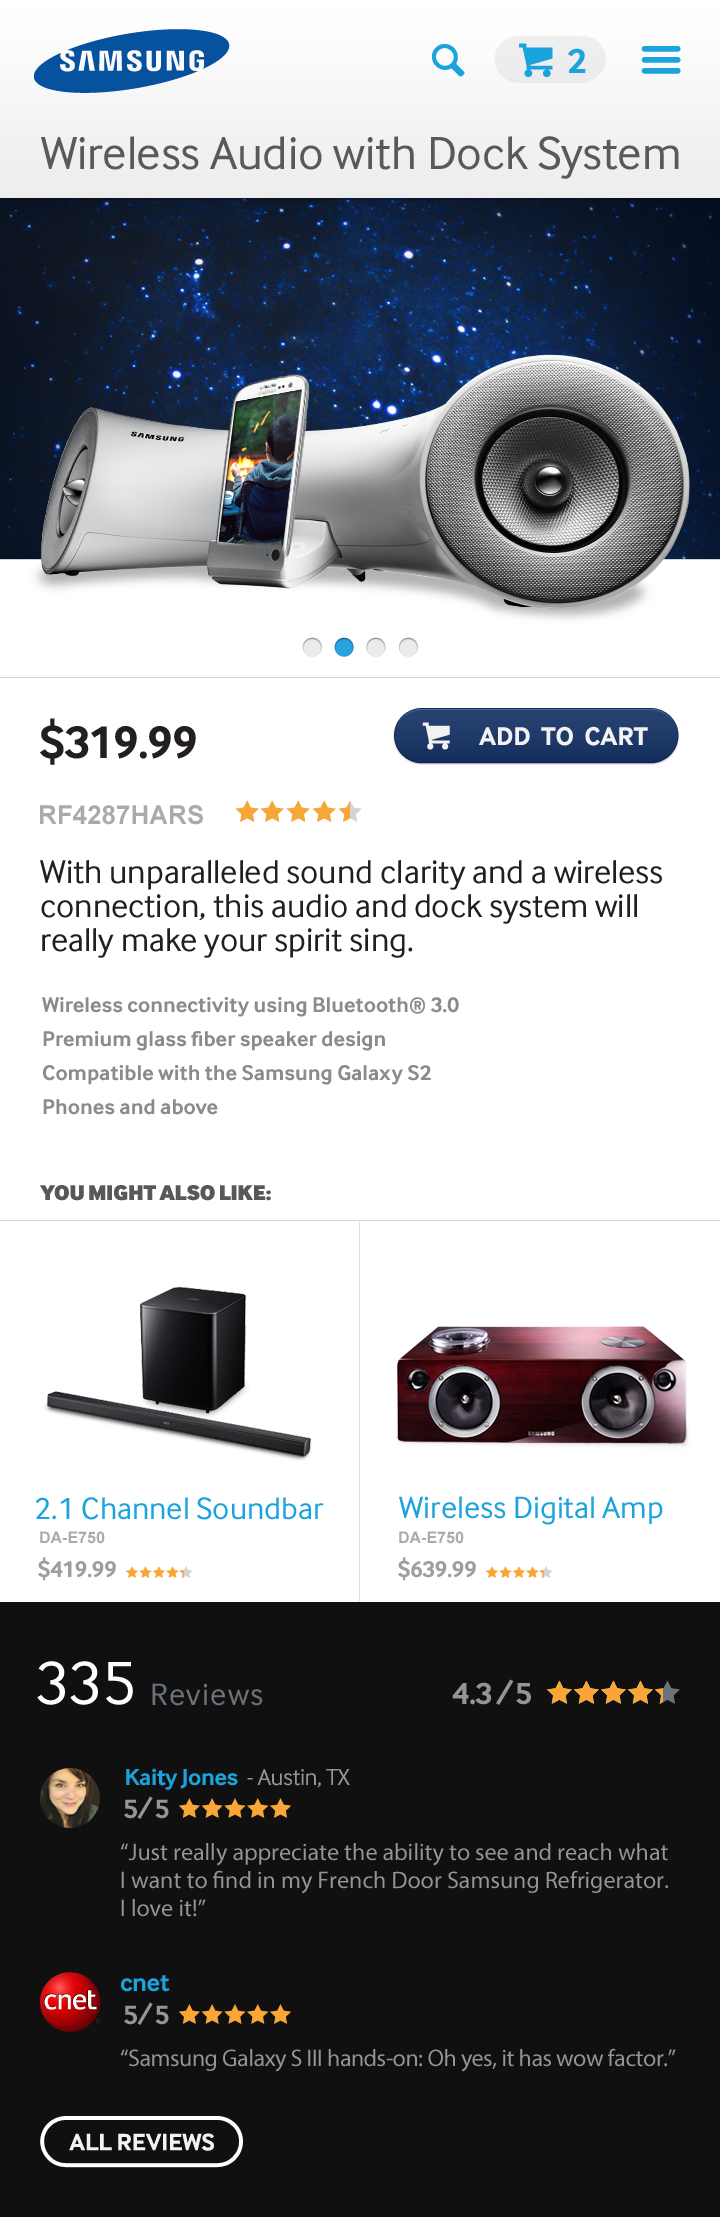 SAMSUNG
2
Wireless Audio with Dock System
SAMSUNG
$319.99
ADD TO CART
RF4287HARS
With unparalleled sound clarity and a wireless
connection, this audio and dock system will
really make your spirit sing.
Wireless connectivity using Bluetooth® 3.0
Premium glass fiber speaker design
Compatible with the Samsung Galaxy S2
Phones and above
YOU MIGHT ALSO LIKE:
SAMSUNG
2.1 Channel Soundbar
DA-E750
$419.99
Wireless Digital Amp
DA-E750
$639.99
335 Reviews
4.3/5
Kaity Jones - Austin, TX
5/5
“Just really appreciate the ability to see and reach what
I want to find in my French Door Samsung Refrigerator.
I love it!”
cnet
cnet
5/5
“Samsung Galaxy S III hands-on: Oh yes, it has wow factor.”
ALL REVIEWS